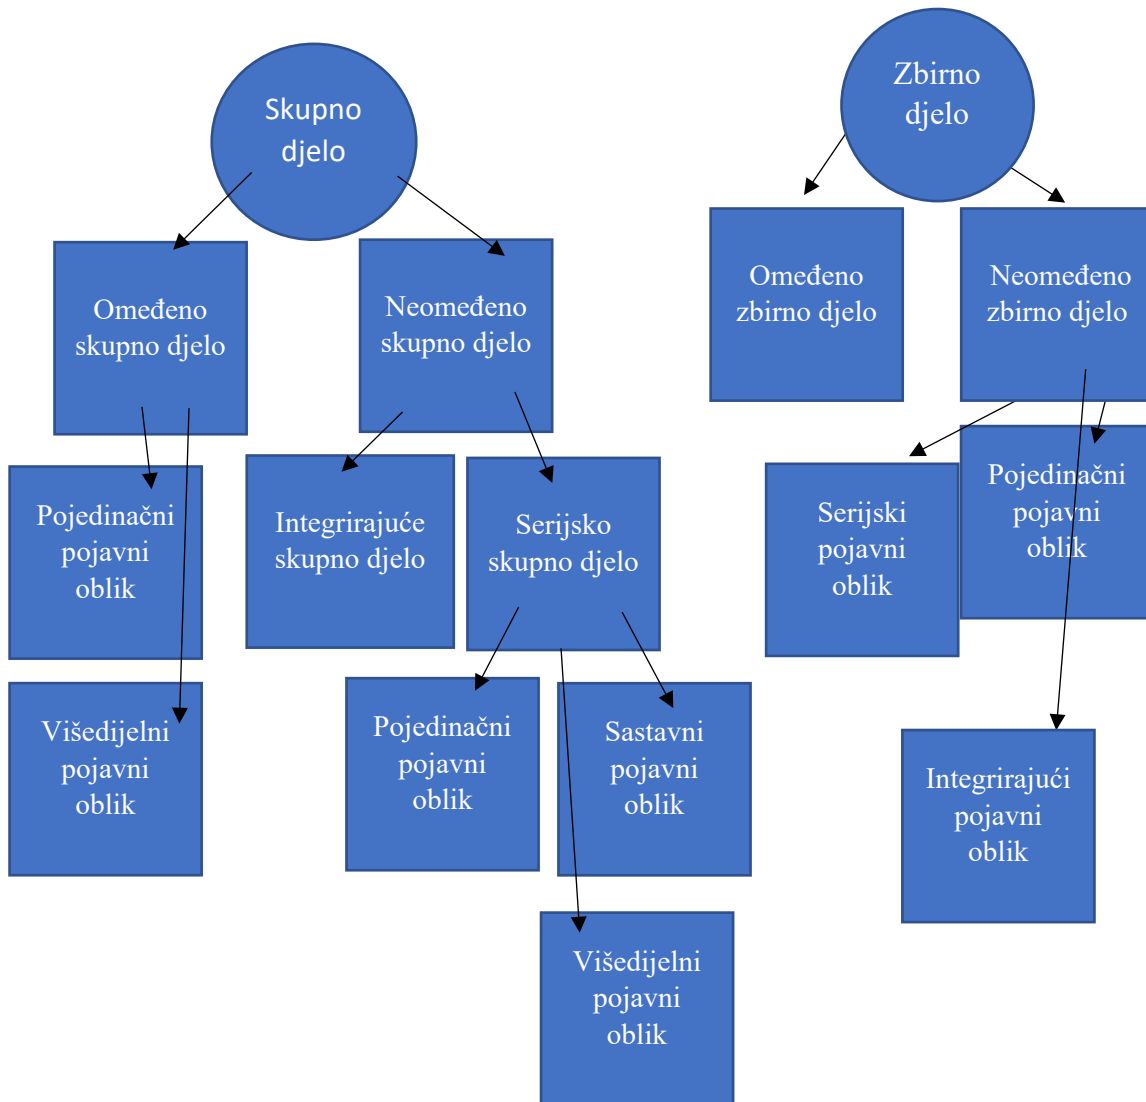 Skupno
djelo
Zbirno
djelo
Omeđeno
skupno djelo
Neomeđeno
skupno djelo
Omeđeno
zbirno djelo
Neomeđeno
zbirno djelo
Pojedinačni
pojavni
oblik
Integrirajuće
skupno djelo
Serijsko
skupno djelo
Serijski
pojavni
oblik
Pojedinačni
pojavni
oblik
Višedijelni
pojavni
oblik
Pojedinačni
pojavni
oblik
Sastavni
pojavni
oblik
Integrirajući
pojavni
oblik
Višedijelni
pojavni
oblik